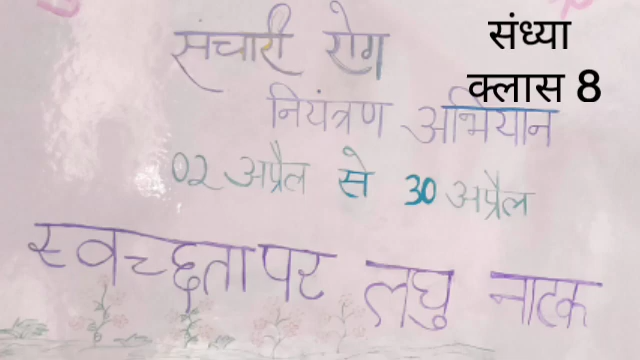 संचारी रोग
संध्या
क्लास 8
नियंत्रण अभियान
02 अप्रैल से 30 अप्रैल
स्वच्छता पर लघु नाटक